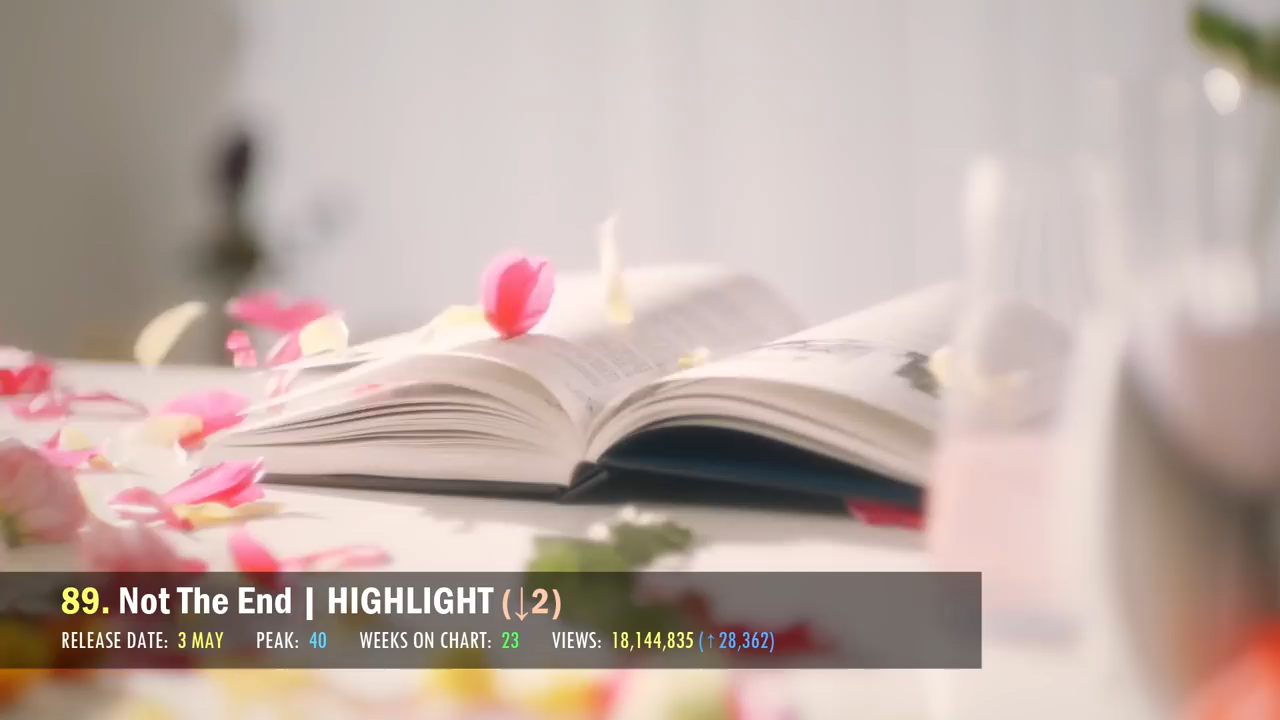 89. Not The End | HIGHLIGHT (↓2)
RELEASE DATE: 3 MAY PEAK: 40 WEEKS ON CHART: 23 VIEWS: 18,144,835 (↑28,362)